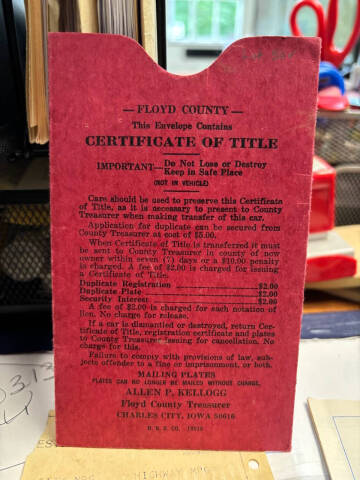 — FLOYD COUNTY —
This Envelope Contains
CERTIFICATE OF TITLE
IMPORTANT— Do Not Lose or Destroy
Keep in Safe Place
(NOT IN VEHICLE)
Care should be used to preserve this Certificate
of Title, as it is necessary to present to County
Treasurer when making transfer of this car.
Application for duplicate can be secured from
County Treasurer at cost of $5.00.
When Certificate of Title is transferred it must
be sent to County Treasurer in county of new
owner within seven (7) days or a $10.00 penalty
is charged. A fee of $2.00 is charged for issuing
a Certificate of Title.
Duplicate Registration $2.00
Duplicate Plate $2.00
Security Interest $2.00
A fee of $2.00 is charged for each notation of
lien. No charge for release.
If a car is dismantled or destroyed, return Cer-
tificate of Title, registration certificate and plates
to County Treasurer issuing for cancellation. No
charge for this.
Failure to comply with provisions of law, sub-
jects offender to a fine or imprisonment, or both.
MAILING PLATES
PLATES CAN NO LONGER BE MAILED WITHOUT CHARGE.
ALLEN P. KELLOGG
Floyd County Treasurer
CHARLES CITY, IOWA 50616
HIGHWAY MPG